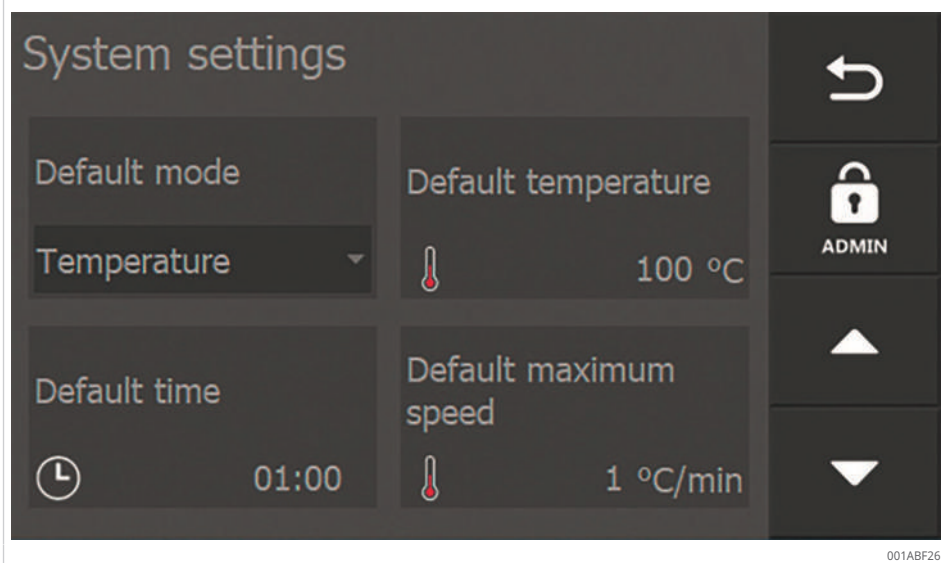 System settings
Default mode
Temperature
Default temperature
100 °C
Default time
01:00
Default maximum
speed
1 °C/min
ADMIN
001ABF26